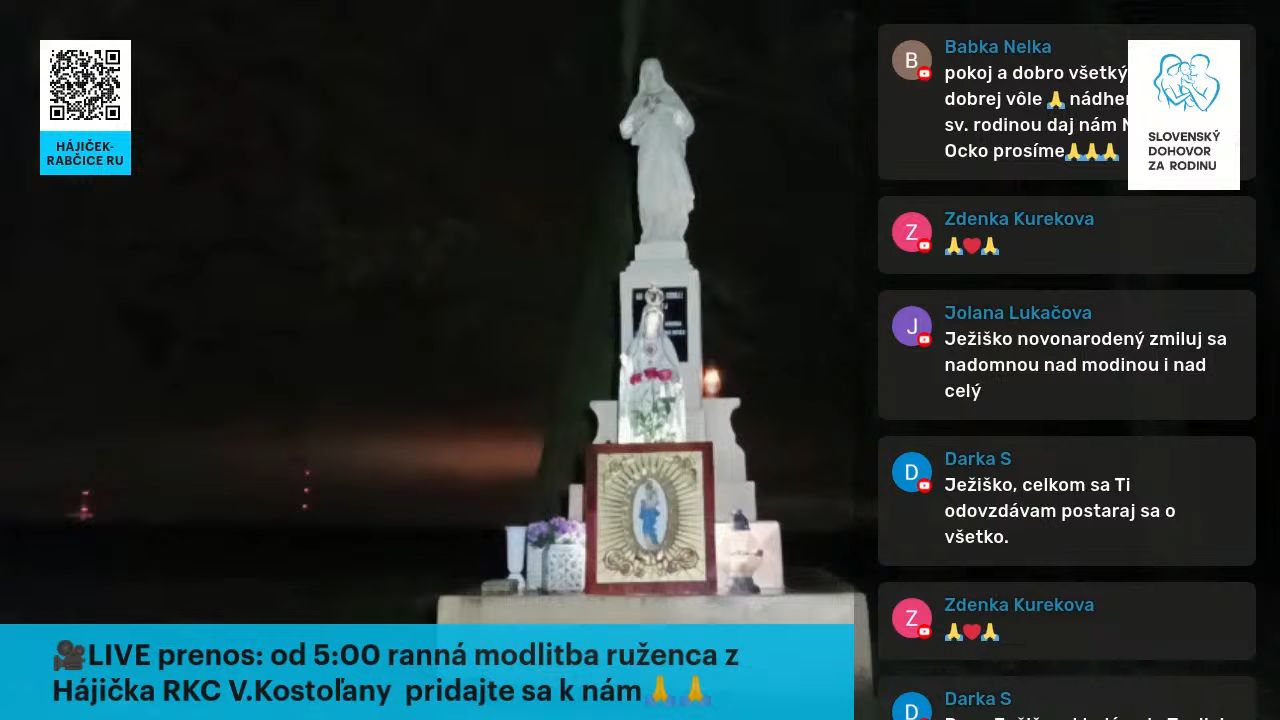 HÁJIČEK-
RABČICE RU
Babka Nelka
pokoj a dobro všetký
dobrej vôle 🙏
sv. rodinou daj nám
Ocko prosíme🙏🙏🙏
SLOVENSKÝ
DOHOVOR
ZA RODINU
Zdenka Kurekova
🙏❤️🙏
Jolana Lukačova
Ježiško novonarodený zmiluj sa
nadomnou nad modinou i nad
celý
Darka S
Ježiško, celkom sa Ti
odovzdávam postaraj sa o
všetko.
Zdenka Kurekova
🙏❤️🙏
Darka S
🎥LIVE prenos: od 5:00 ranná modlitba ruženca z
Hájička RKC V.Kostoľany pridajte sa k nám🙏🙏